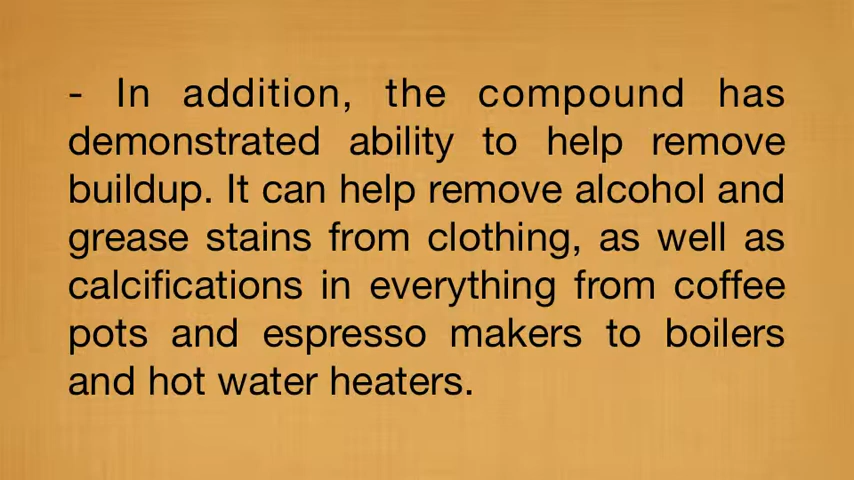 - In addition, the compound has
demonstrated ability to help remove
buildup. It can help remove alcohol and
grease stains from clothing, as well as
calcifications in everything from coffee
pots and espresso makers to boilers
and hot water heaters.